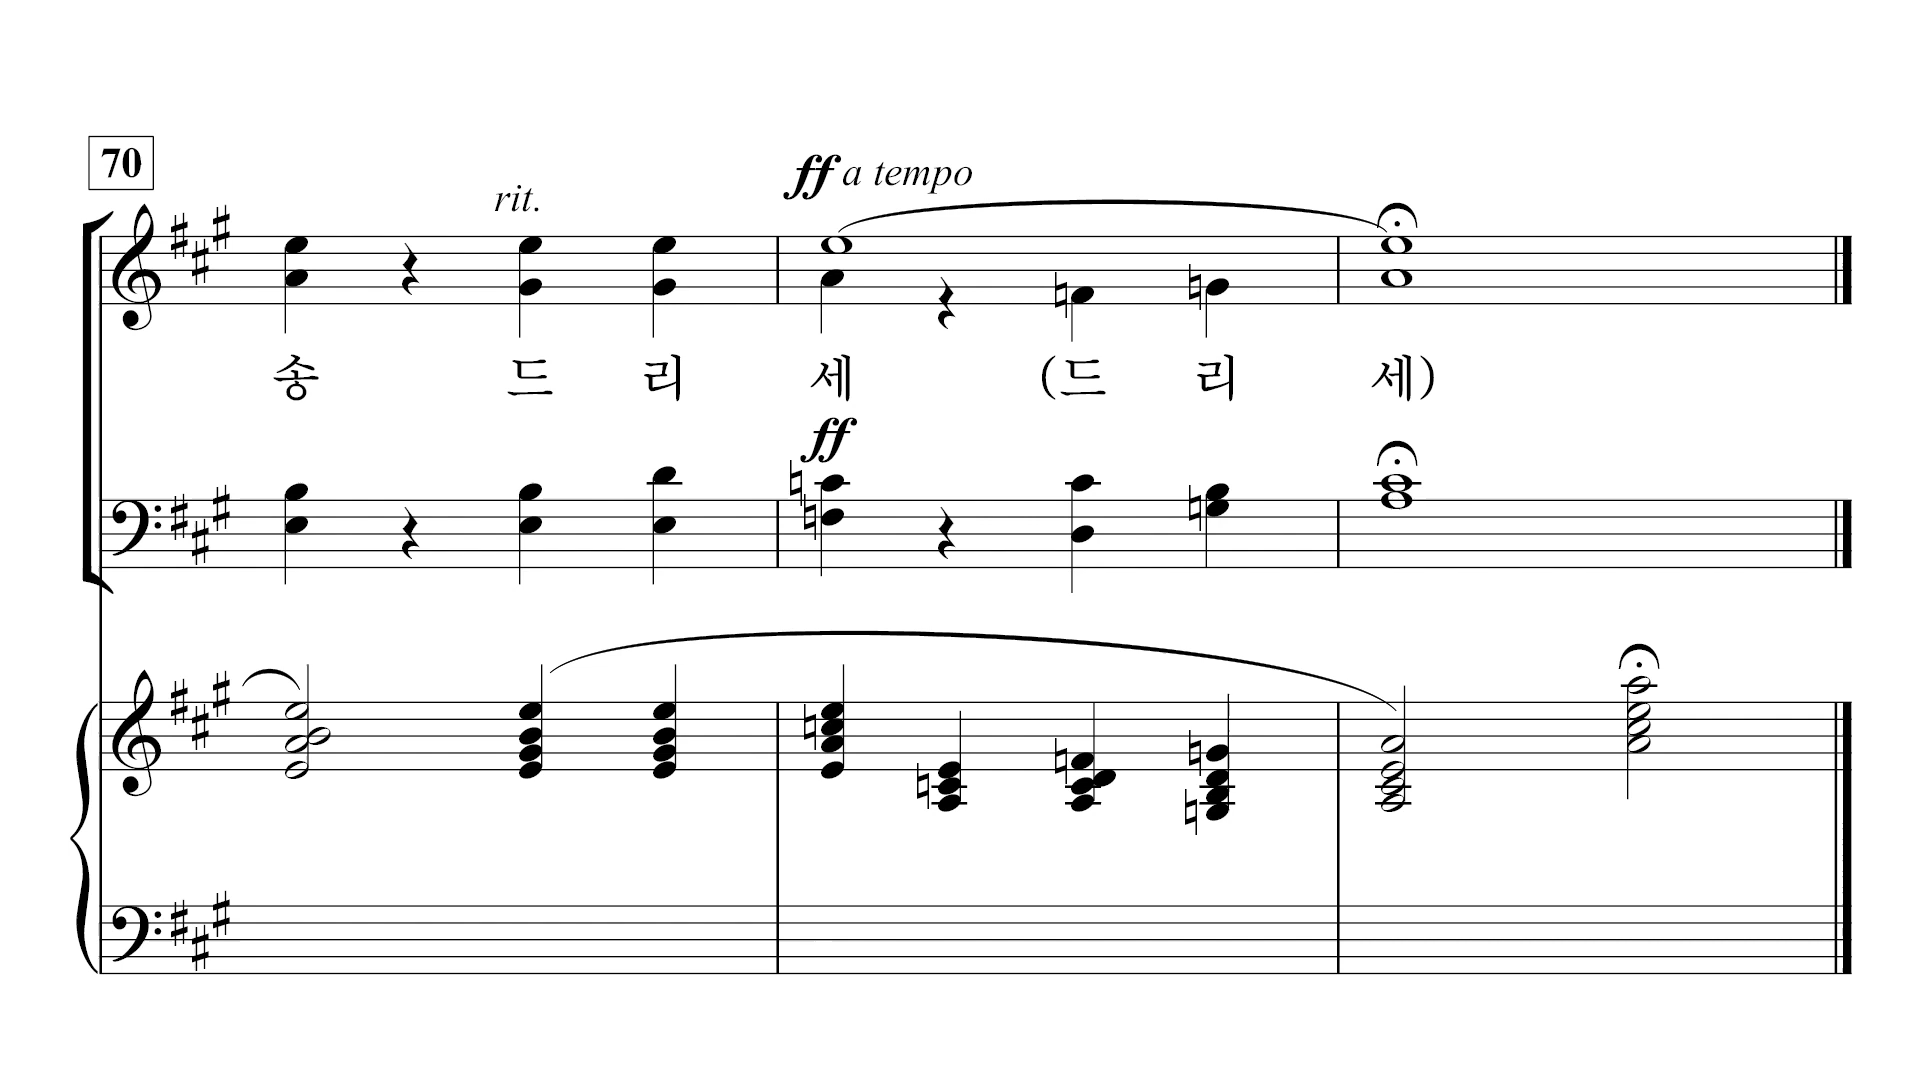 70
rit.
ff a tempo
송 드 리 세 (드 리 세)
ff